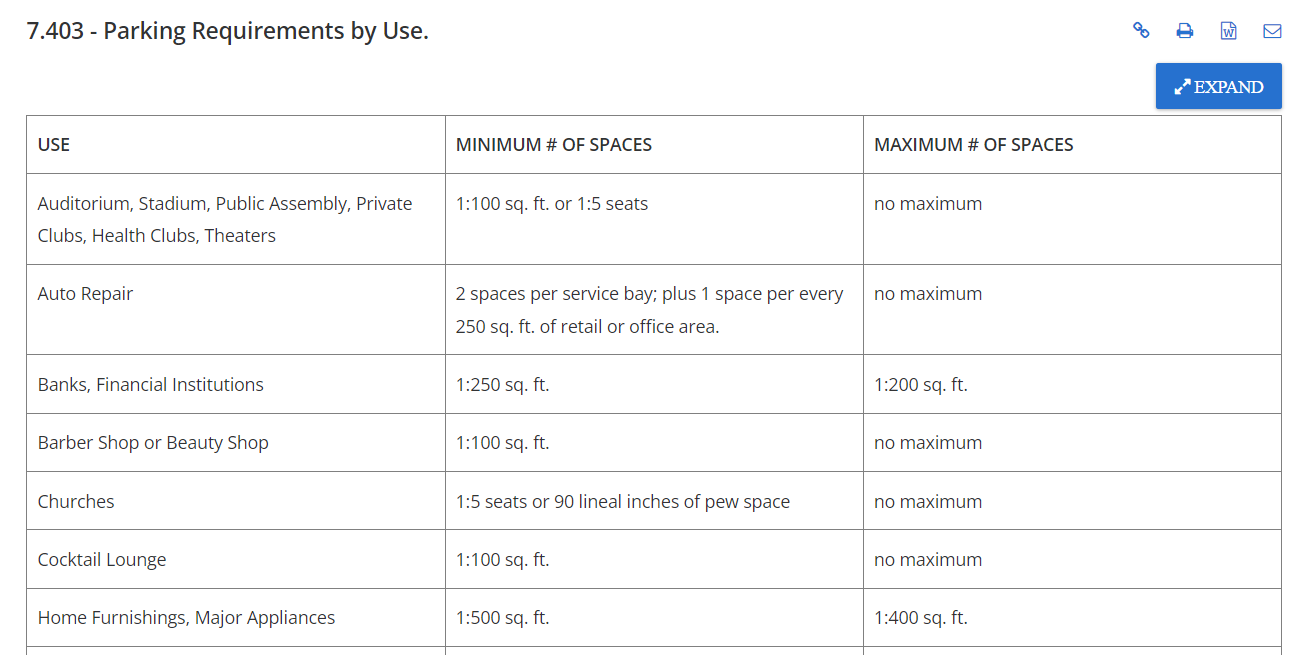 7.403 - Parking Requirements by Use.
EXPAND
USE MINIMUM # OF SPACES MAXIMUM # OF SPACES
Auditorium, Stadium, Public Assembly, Private
Clubs, Health Clubs, Theaters
1:100 sq. ft. or 1:5 seats
no maximum
Auto Repair
2 spaces per service bay; plus 1 space per every
250 sq. ft. of retail or office area.
no maximum
Banks, Financial Institutions 1:250 sq. ft. 1:200 sq. ft.
Barber Shop or Beauty Shop 1:100 sq. ft. no maximum
Churches 1:5 seats or 90 lineal inches of pew space no maximum
Cocktail Lounge 1:100 sq. ft. no maximum
Home Furnishings, Major Appliances 1:500 sq. ft. 1:400 sq. ft.